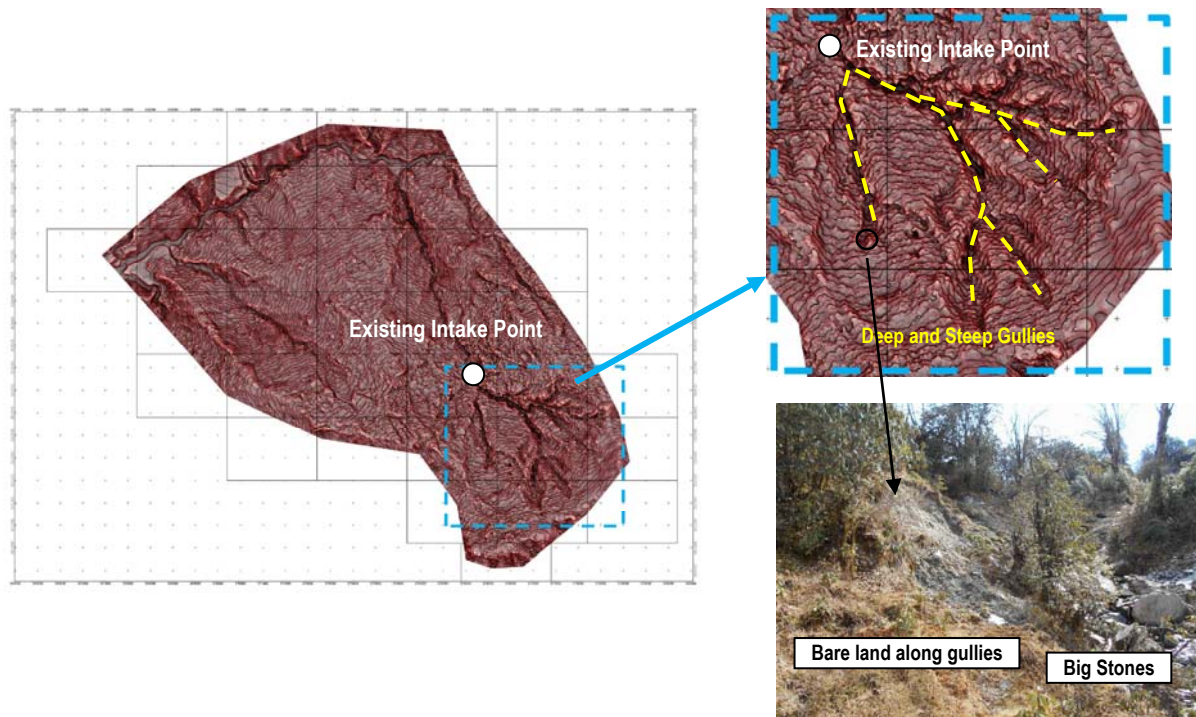 Existing Intake Point
Existing Intake Point
Deep and Steep Gullies
Bare land along gullies
Big Stones